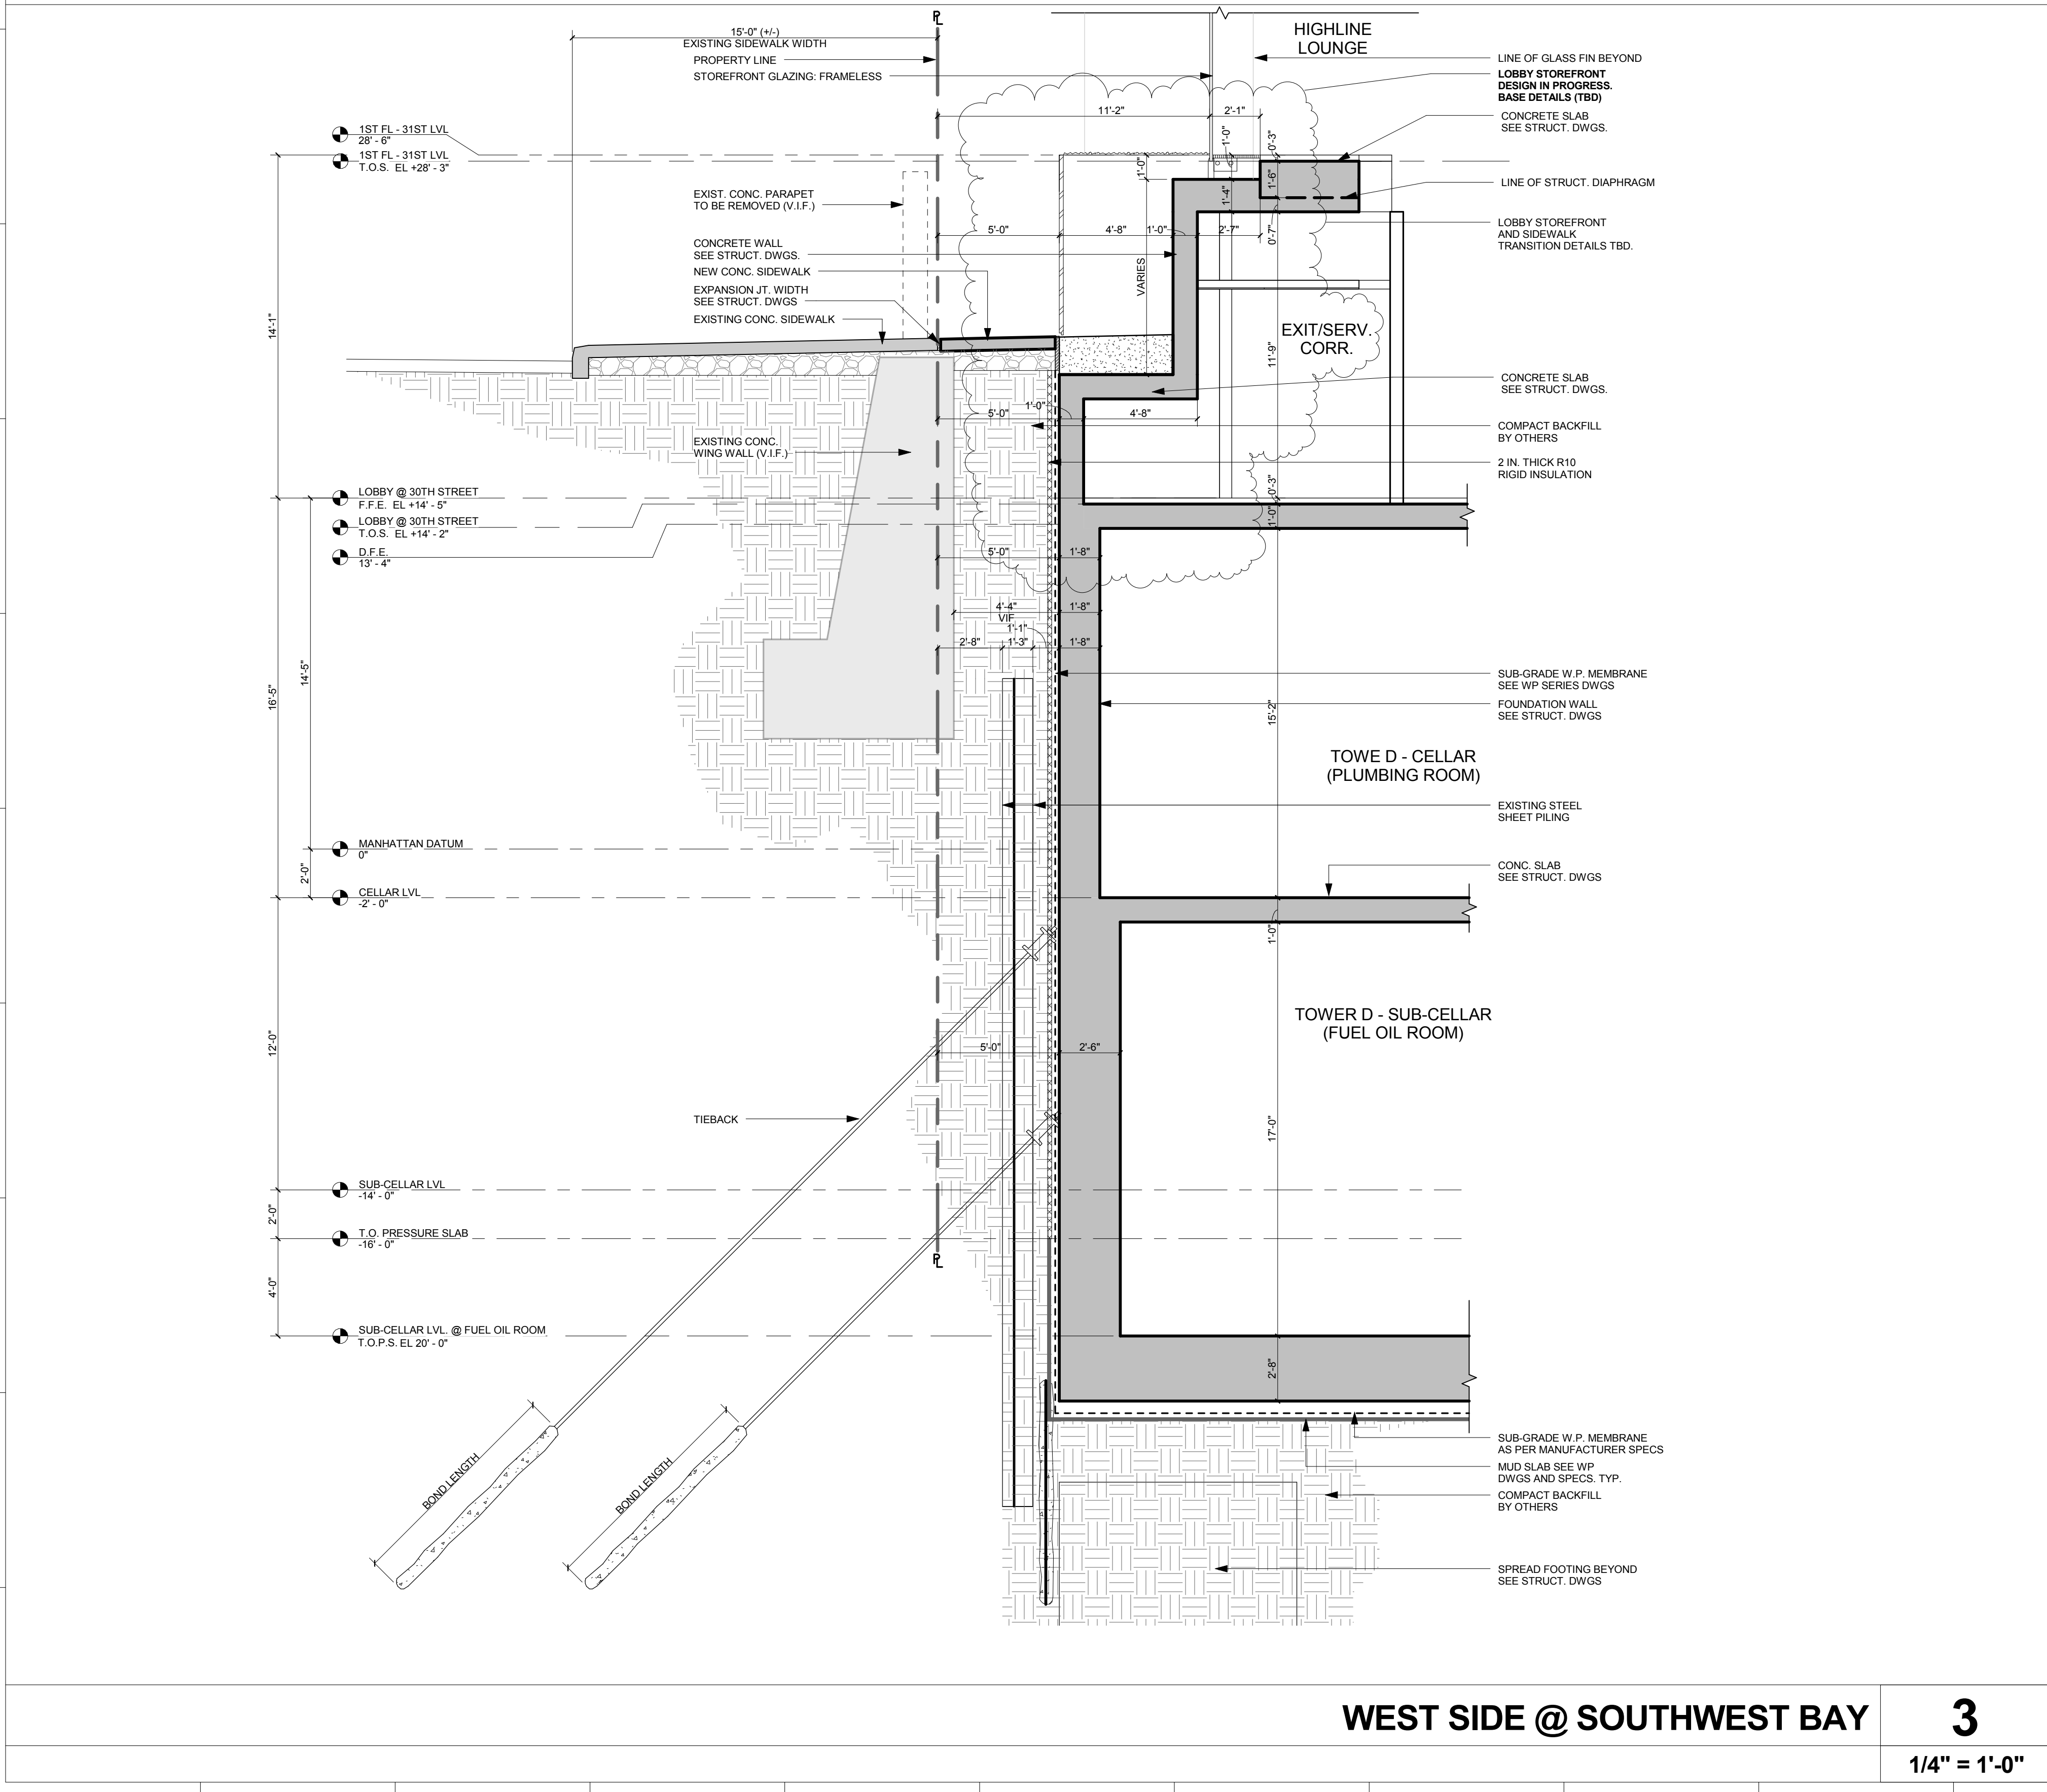 PL
15'-0" (+/-)
EXISTING SIDEWALK WIDTH
PROPERTY LINE
STOREFRONT GLAZING: FRAMELESS
HIGHLINE
LOUNGE
LINE OF GLASS FIN BEYOND
LOBBY STOREFRONT
DESIGN IN PROGRESS.
BASE DETAILS (TBD)
CONCRETE SLAB
SEE STRUCT. DWGS.
11'-2"
2'-1"
1'-0"
0'-3"
1ST FL - 31ST LVL
28' - 6"
1ST FL - 31ST LVL
T.O.S. EL +28' - 3"
1'-0"
1'-6"
1'-4"
LINE OF STRUCT. DIAPHRAGM
EXIST. CONC. PARAPET
TO BE REMOVED (V.I.F.)
LOBBY STOREFRONT
AND SIDEWALK
TRANSITION DETAILS TBD.
5'-0"
4'-8"
1'-0"
2'-7"
0'-7"
CONCRETE WALL
SEE STRUCT. DWGS.
NEW CONC. SIDEWALK
EXPANSION JT. WIDTH
SEE STRUCT. DWGS
EXISTING CONC. SIDEWALK
VARIES
14'-1"
EXIT/SERV.
CORR.
11'-9"
CONCRETE SLAB
SEE STRUCT. DWGS.
5'-0"
1'-0"
4'-8"
COMPACT BACKFILL
BY OTHERS
EXISTING CONC.
WING WALL (V.I.F.)
2 IN. THICK R10
RIGID INSULATION
0'-3"
1'-0"
LOBBY @ 30TH STREET
F.F.E. EL +14' - 5"
LOBBY @ 30TH STREET
T.O.S. EL +14' - 2"
D.F.E.
13' - 4"
5'-0"
1'-8"
4'-4"
VIF
1'-8"
1'-1"
2'-8"
1'-3"
1'-8"
14'-5"
16'-5"
SUB-GRADE W.P. MEMBRANE
SEE WP SERIES DWGS
FOUNDATION WALL
SEE STRUCT. DWGS
15'-2"
TOWE D - CELLAR
(PLUMBING ROOM)
EXISTING STEEL
SHEET PILING
MANHATTAN DATUM
0"
2'-0"
CELLAR LVL
-2' - 0"
CONC. SLAB
SEE STRUCT. DWGS
1'-0"
TOWER D - SUB-CELLAR
(FUEL OIL ROOM)
12'-0"
5'-0"
2'-6"
TIEBACK
17'-0"
SUB-CELLAR LVL
-14' - 0"
2'-0"
T.O. PRESSURE SLAB
-16' - 0"
PL
4'-0"
SUB-CELLAR LVL. @ FUEL OIL ROOM
T.O.P.S. EL 20' - 0"
2'-8"
BOND LENGTH
BOND LENGTH
SUB-GRADE W.P. MEMBRANE
AS PER MANUFACTURER SPECS
MUD SLAB SEE WP
DWGS AND SPECS. TYP.
COMPACT BACKFILL
BY OTHERS
SPREAD FOOTING BEYOND
SEE STRUCT. DWGS
WEST SIDE @ SOUTHWEST BAY
3
1/4" = 1'-0"